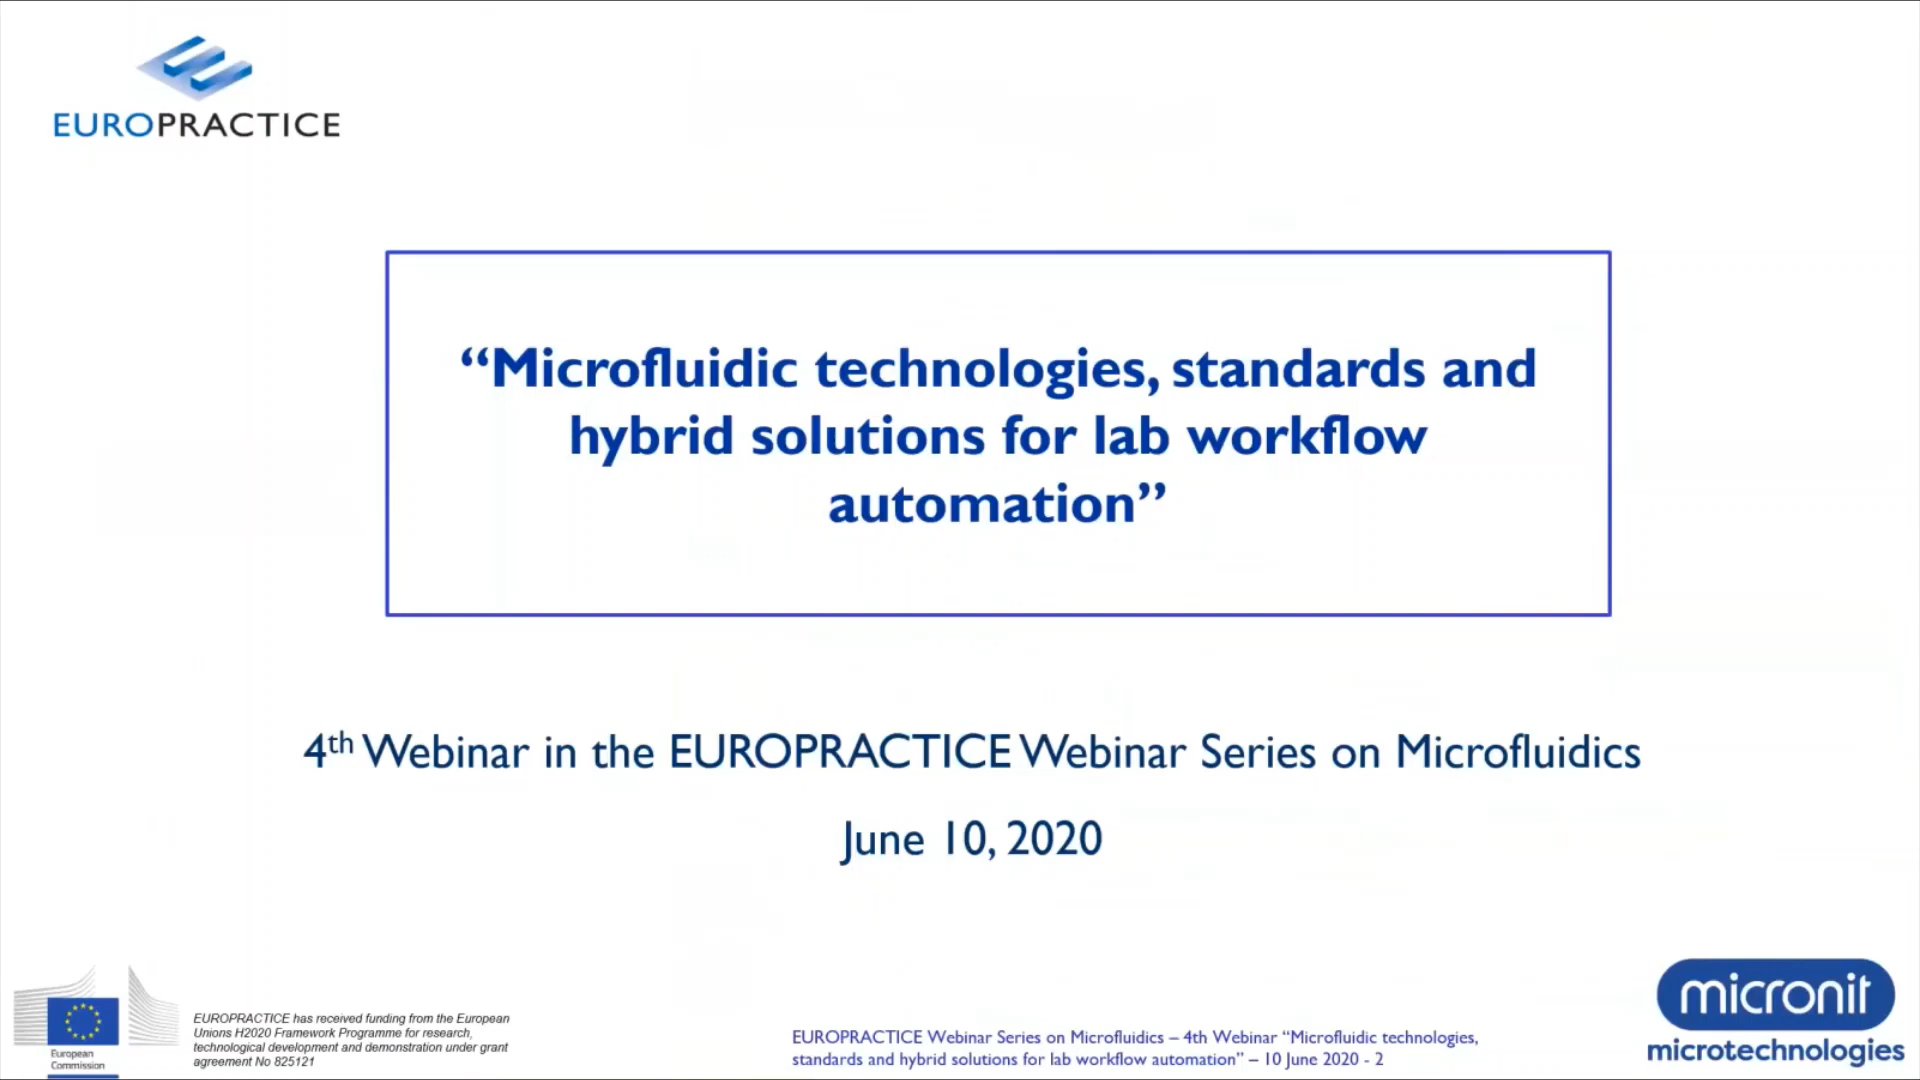 EUROPRACTICE
“Microfluidic technologies, standards and
hybrid solutions for lab workflow
automation”
4th Webinar in the EUROPRACTICE Webinar Series on Microfluidics
June 10, 2020
European
Commission
EUROPRACTICE has received funding from the European
Unions H2020 Framework Programme for research,
technological development and demonstration under grant
agreement No 825121
EUROPRACTICE Webinar Series on Microfluidics – 4th Webinar “Microfluidic technologies,
standards and hybrid solutions for lab workflow automation” – 10 June 2020 - 2
micronit
microtechnologies